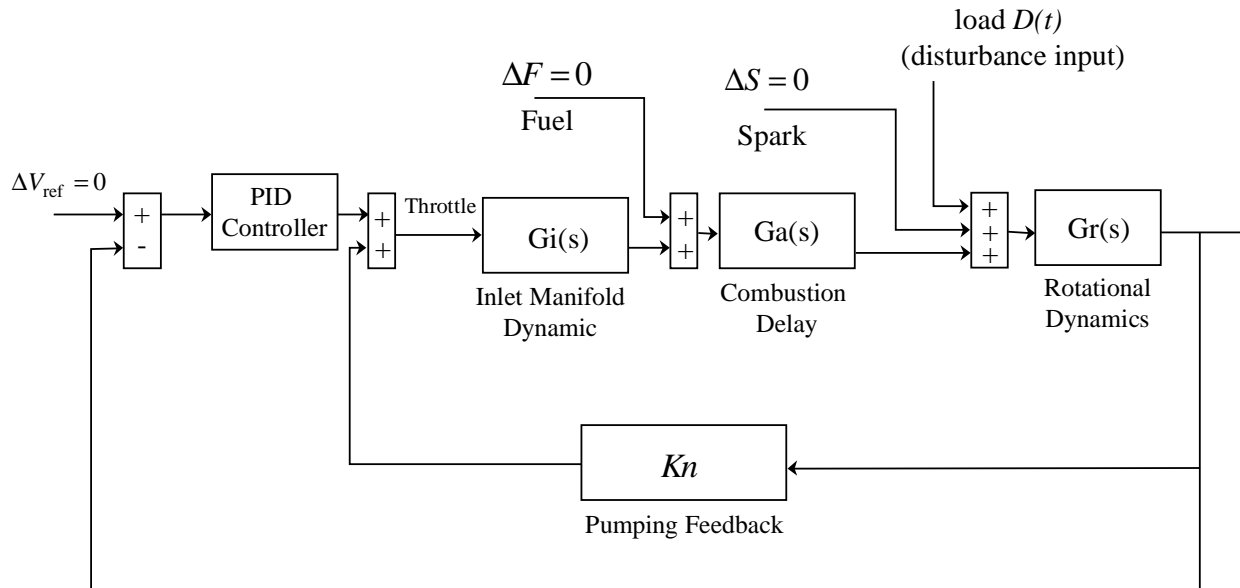 load D(t)
(disturbance input)
ΔF = 0
Fuel
ΔS = 0
Spark
ΔV_ref = 0
+
-
PID
Controller
+
+
Throttle
Gi(s)
Inlet Manifold
Dynamic
+
+
Ga(s)
Combustion
Delay
+
+
+
Gr(s)
Rotational
Dynamics
Kn
Pumping Feedback